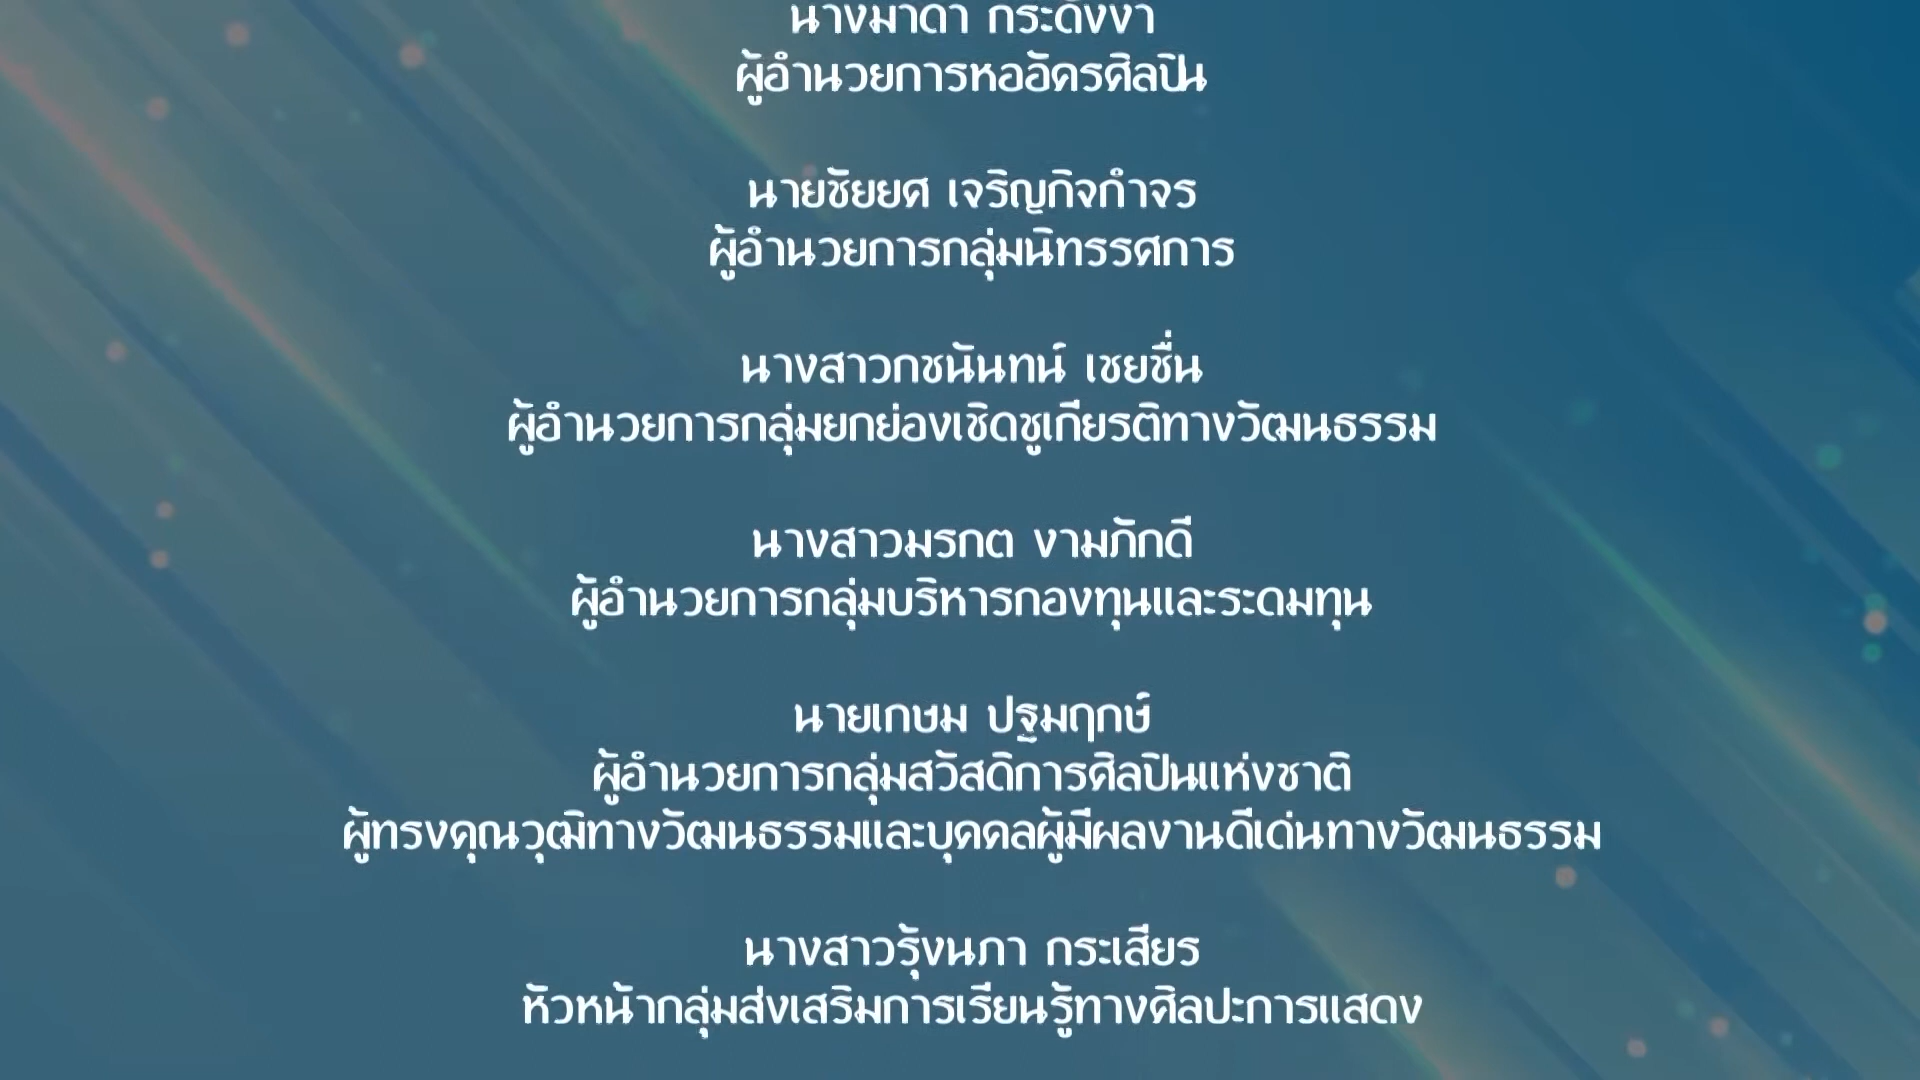 นางมาดา กระดังงา
ผู้อำนวยการหออัครศิลปิน
นายชัยยศ เจริญกิจกำจร
ผู้อำนวยการกลุ่มนิทรรศการ
นางสาวกชนันทน์ เชยชื่น
ผู้อำนวยการกลุ่มยกย่องเชิดชูเกียรติทางวัฒนธรรม
นางสาวมรกต งามภักดี
ผู้อำนวยการกลุ่มบริหารกองทุนและระดมทุน
นายเกษม ปฐมฤกษ์
ผู้อำนวยการกลุ่มสวัสดิการศิลปินแห่งชาติ
ผู้ทรงคุณวุฒิทางวัฒนธรรมและบุคคลผู้มีผลงานดีเด่นทางวัฒนธรรม
นางสาวรุ้งนภา กระเสียร
หัวหน้ากลุ่มส่งเสริมการเรียนรู้ทางศิลปะการแสดง